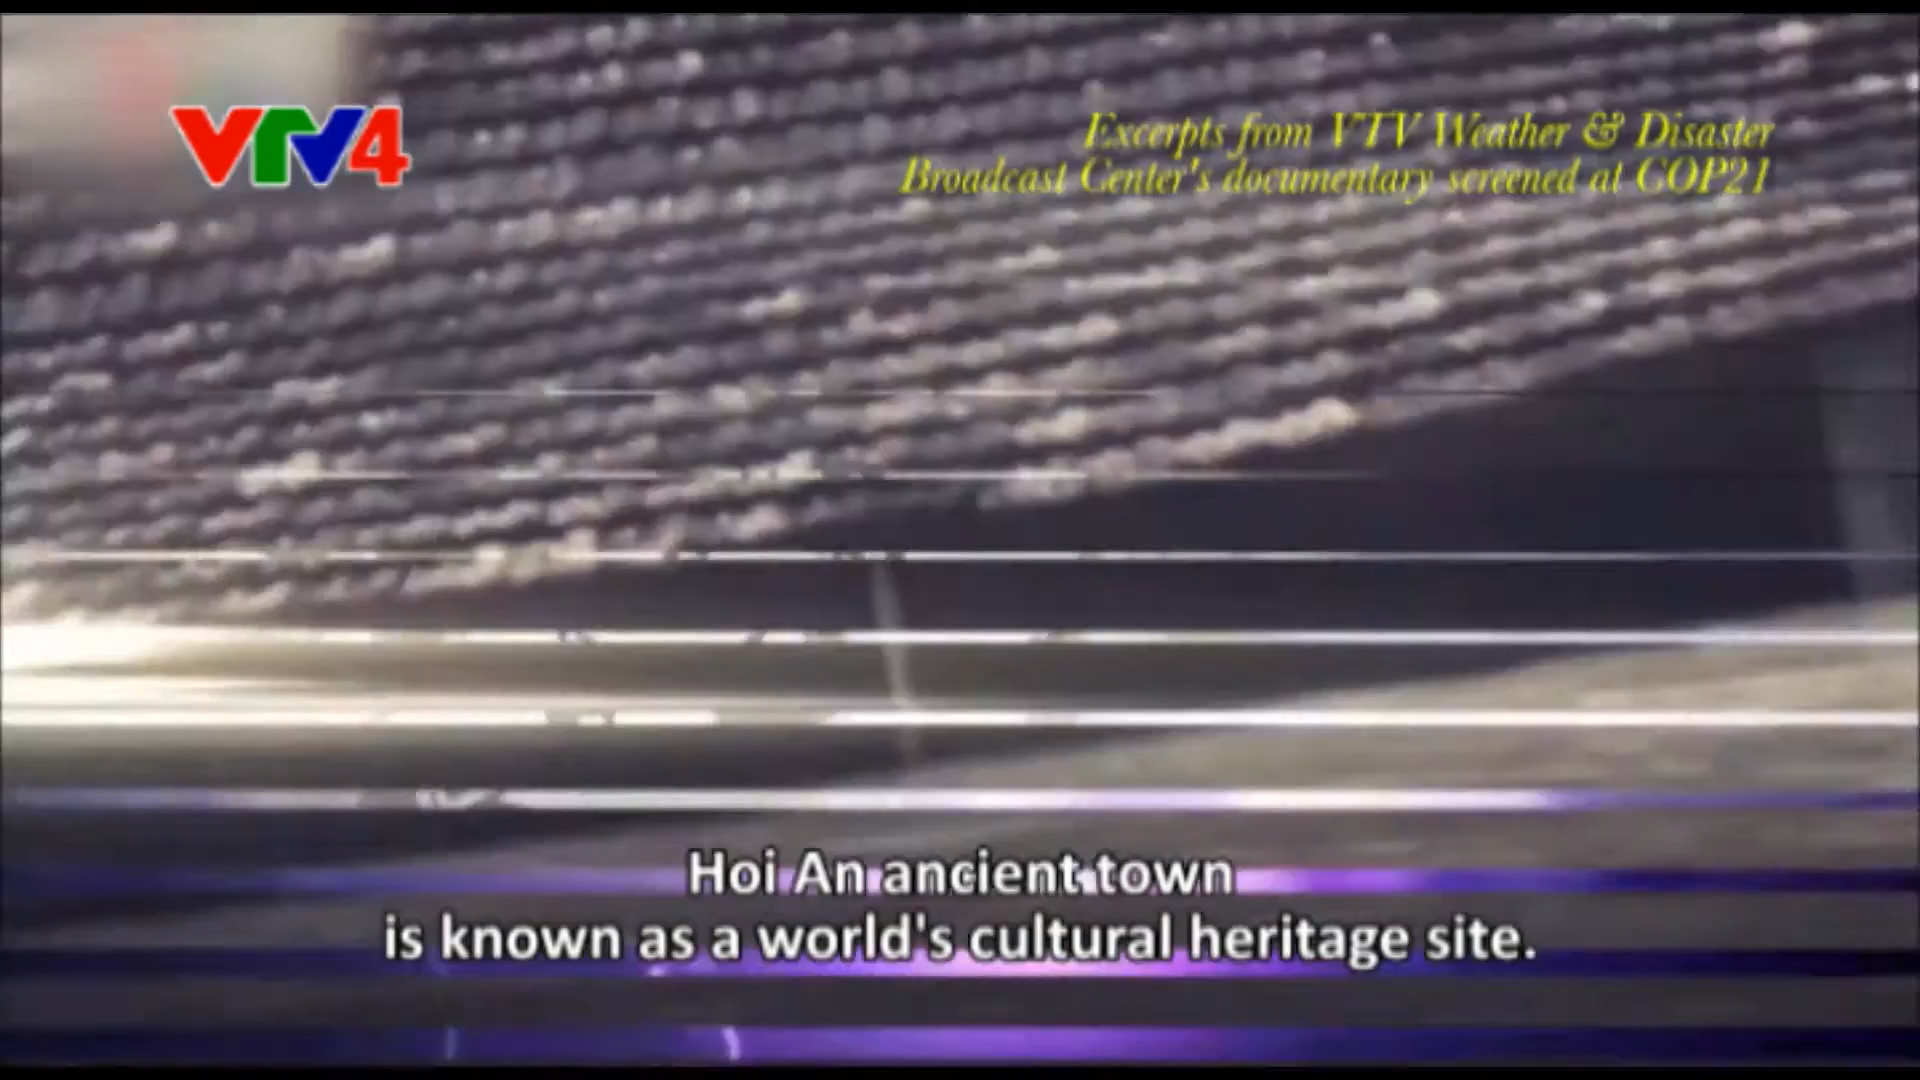 VTV4
Excerpts from VTV Weather & Disaster
Broadcast Center's documentary screened at COP21
Hoi An ancient town
is known as a world's cultural heritage site.